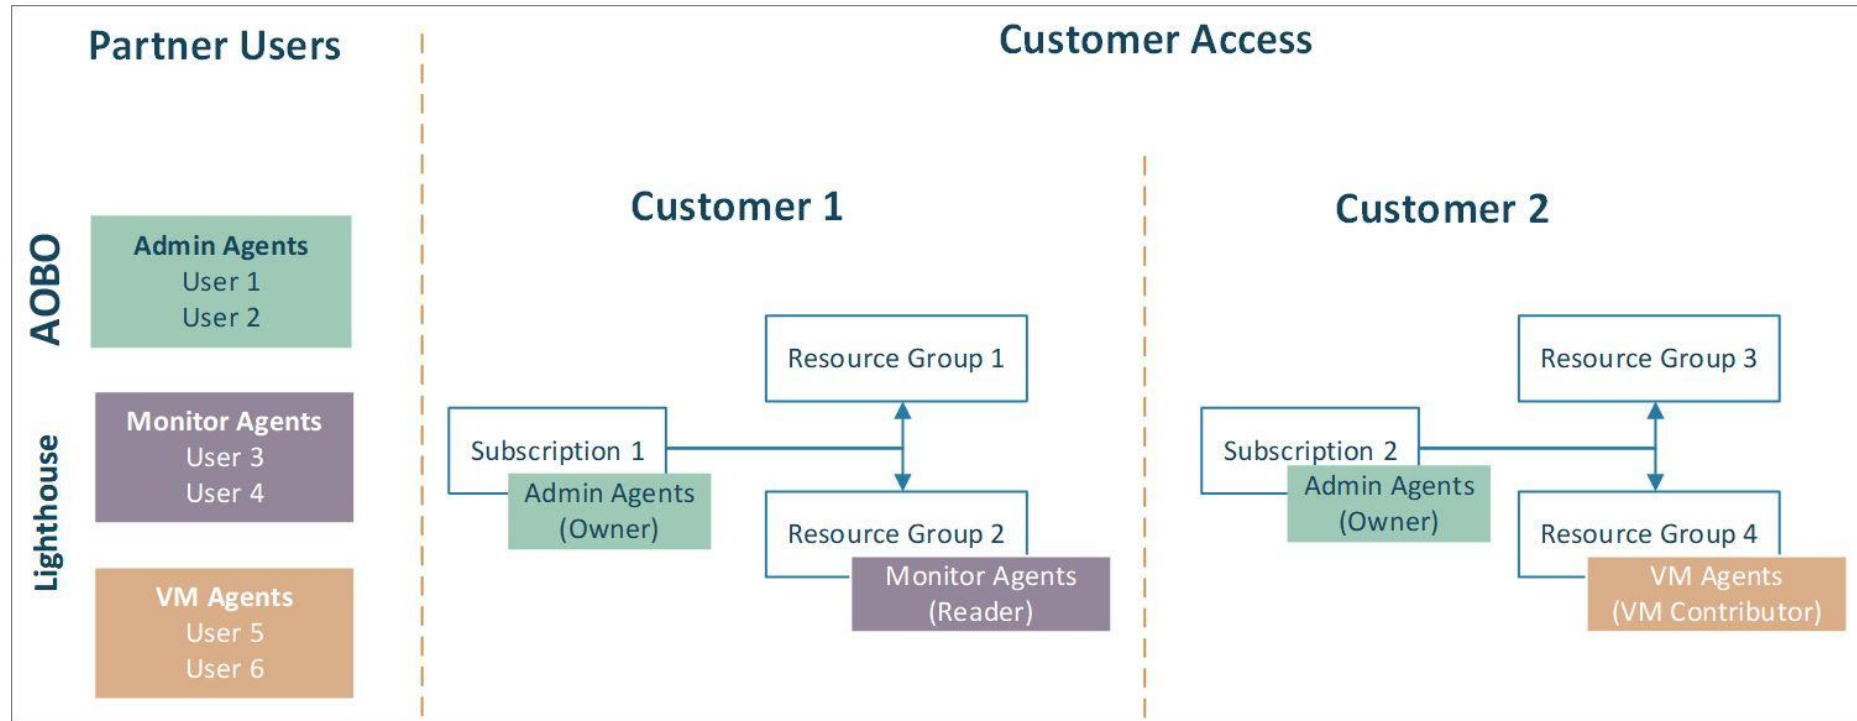 Partner Users
Customer Access
AOBO
Admin Agents
User 1
User 2
Lighthouse
Monitor Agents
User 3
User 4
VM Agents
User 5
User 6
Customer 1
Resource Group 1
Subscription 1
Admin Agents
(Owner)
Resource Group 2
Monitor Agents
(Reader)
Customer 2
Resource Group 3
Subscription 2
Admin Agents
(Owner)
Resource Group 4
VM Agents
(VM Contributor)